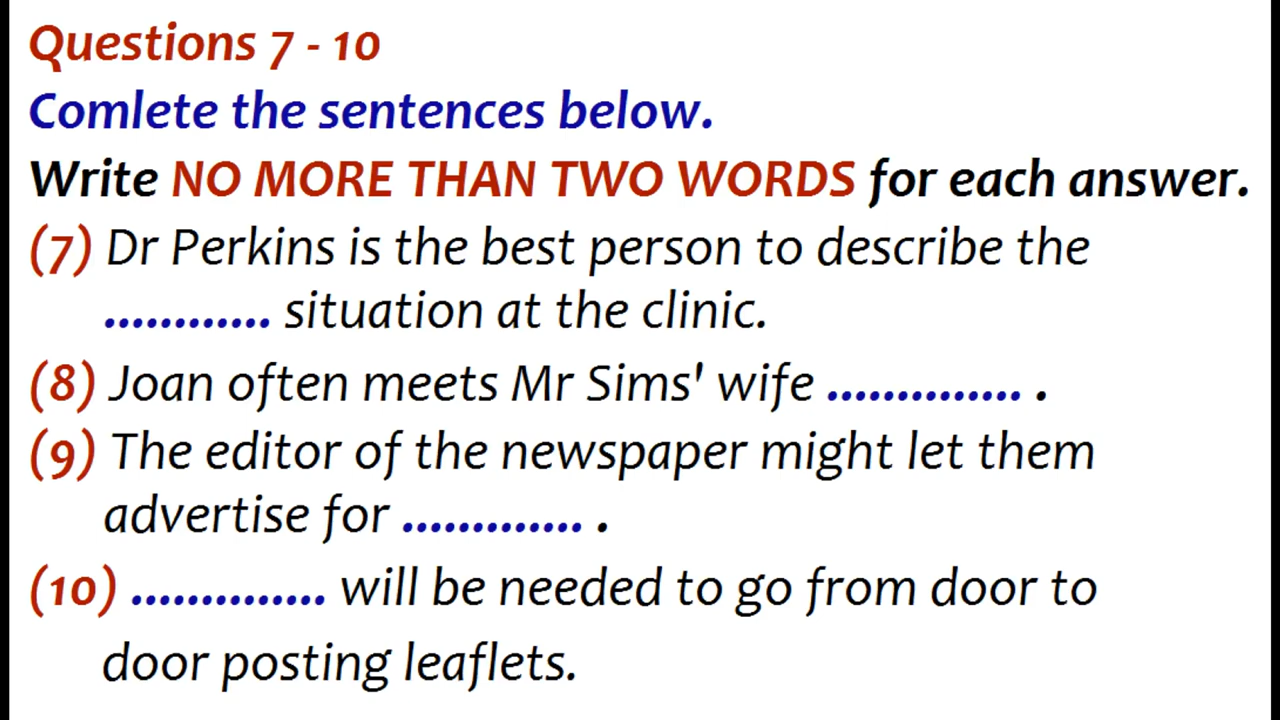 Questions 7 - 10
Comlete the sentences below.
Write NO MORE THAN TWO WORDS for each answer.
(7) Dr Perkins is the best person to describe the
............ situation at the clinic.
(8) Joan often meets Mr Sims' wife .............. .
(9) The editor of the newspaper might let them
advertise for ............. .
(10) .............. will be needed to go from door to
door posting leaflets.